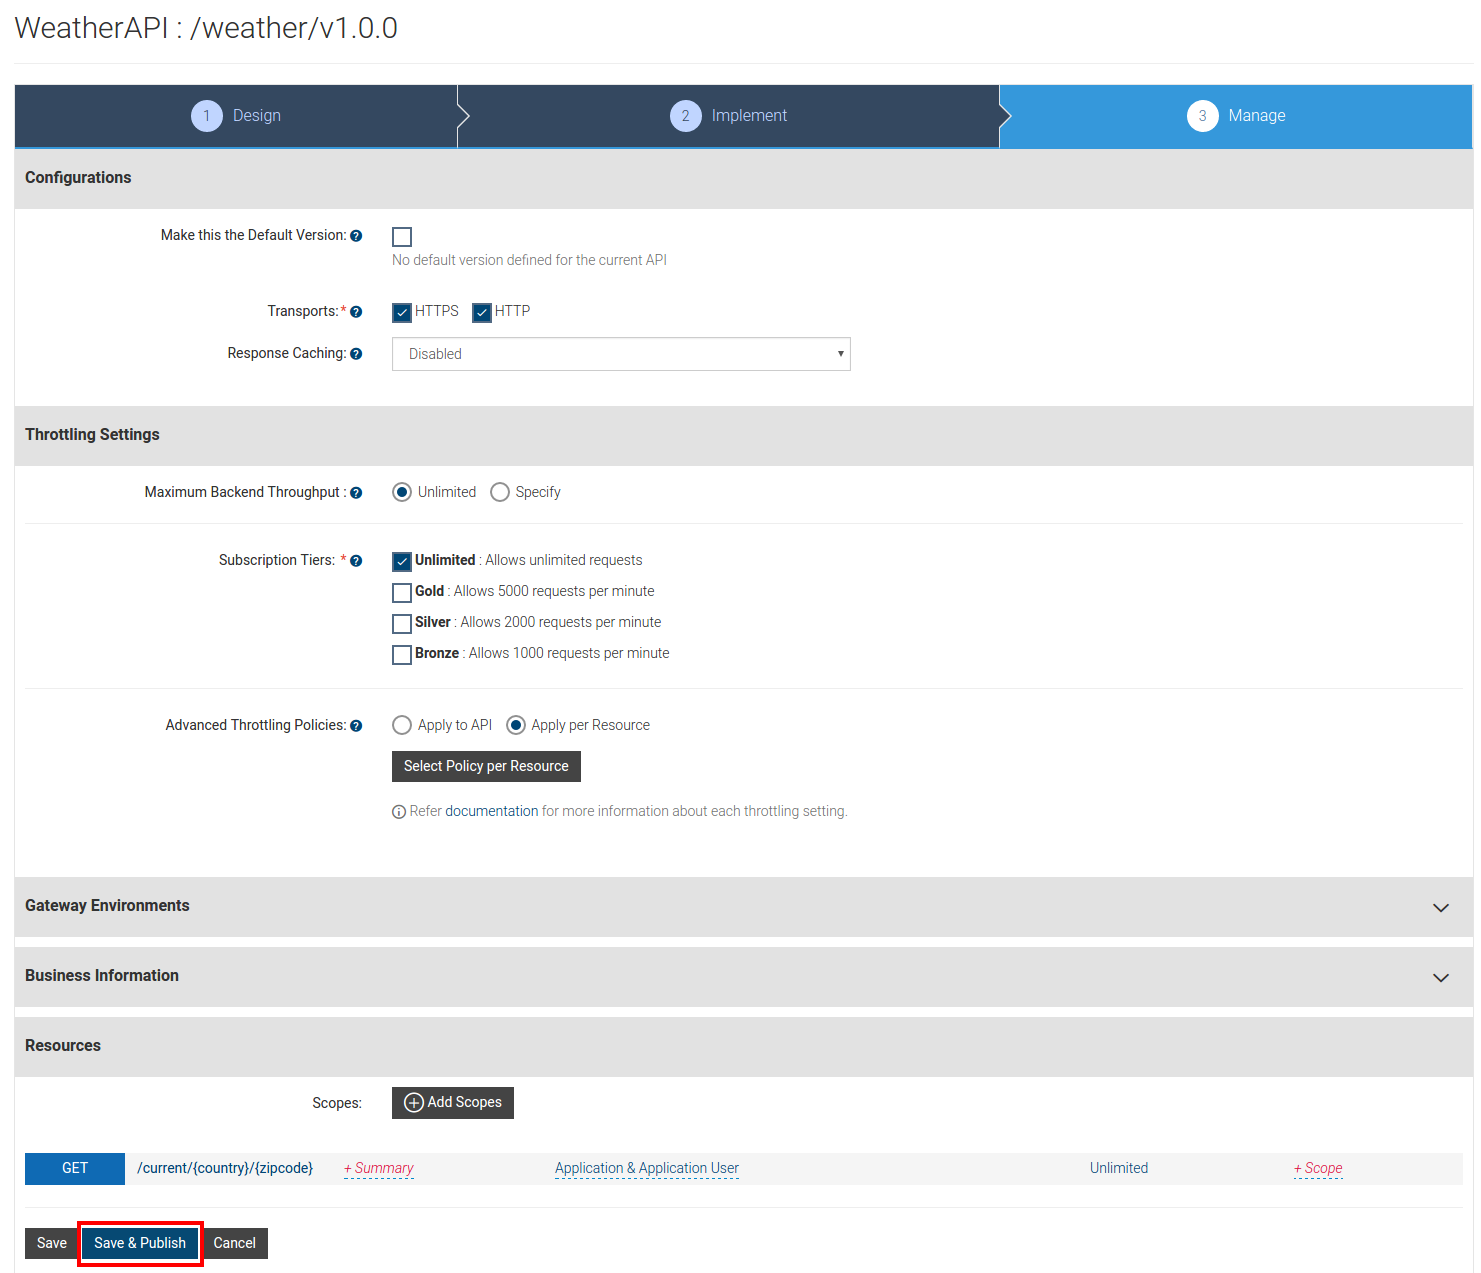 WeatherAPI : /weather/v1.0.0
1 Design 2 Implement 3 Manage
Configurations
Make this the Default Version: ?
No default version defined for the current API
Transports:* ? HTTPS HTTP
Response Caching: ? Disabled
Throttling Settings
Maximum Backend Throughput : ? Unlimited Specify
Subscription Tiers: * ? Unlimited : Allows unlimited requests
Gold : Allows 5000 requests per minute
Silver : Allows 2000 requests per minute
Bronze : Allows 1000 requests per minute
Advanced Throttling Policies: ? Apply to API Apply per Resource
Select Policy per Resource
Refer documentation for more information about each throttling setting.
Gateway Environments
Business Information
Resources
Scopes: Add Scopes
GET /current/{country}/{zipcode} + Summary Application & Application User Unlimited + Scope
Save Save & Publish Cancel